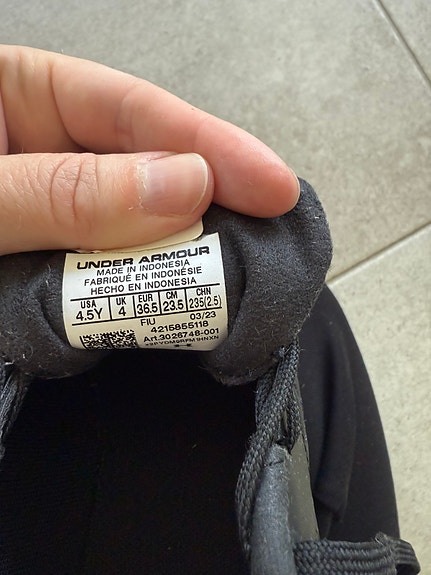 UNDER ARMOUR
MADE IN INDONESIA
FABRIQUÉ EN INDONÉSIE
HECHO EN INDONESIA
USA UK EUR CM CHN
4.5Y 4 36.5 23.5 235(2.5)
FIU 03/23
4215855118
Art.3026748-001